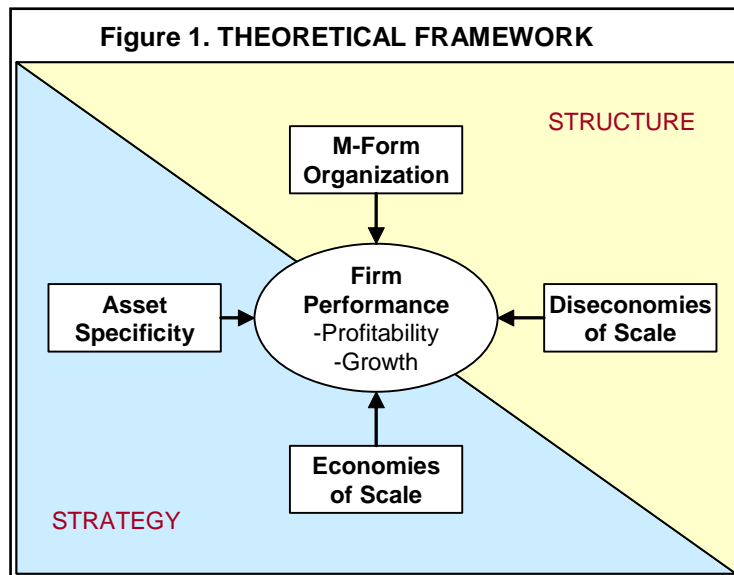 Figure 1. THEORETICAL FRAMEWORK
STRUCTURE
M-Form
Organization
Asset
Specificity
Firm
Performance
-Profitability
-Growth
Diseconomies
of Scale
Economies
of Scale
STRATEGY